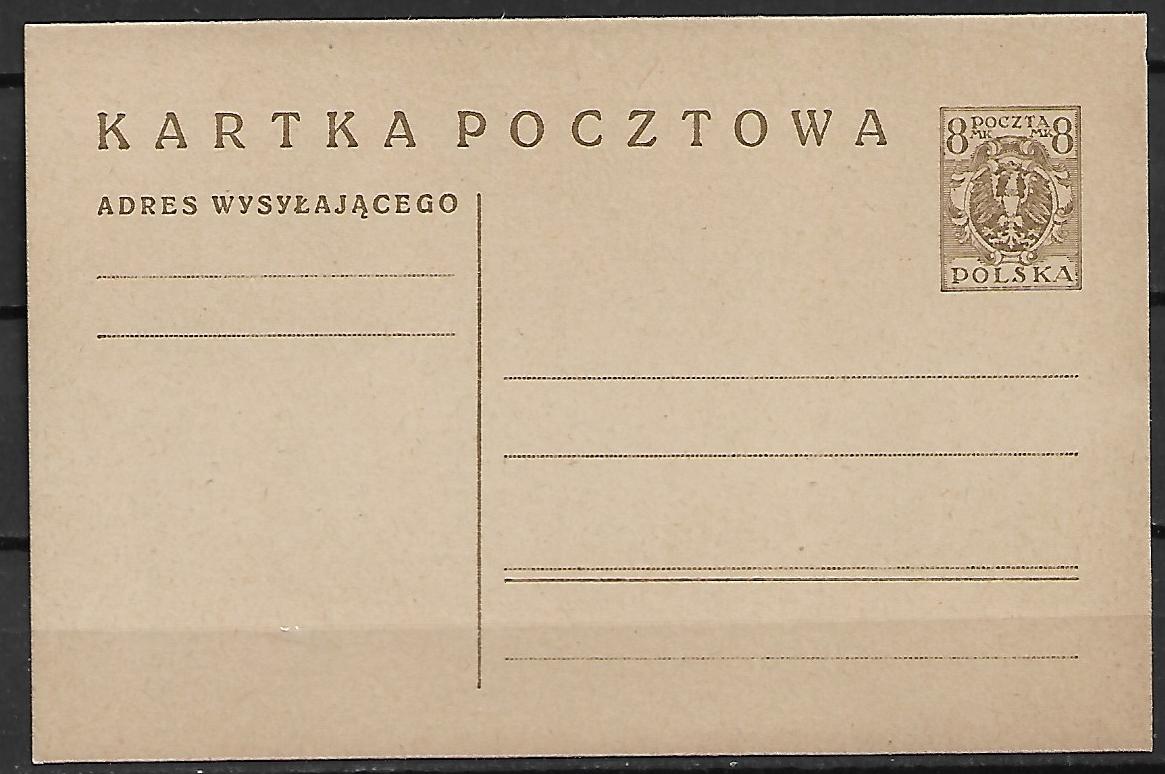 KARTKA POCZTOWA
8 POCZTA 8
MK MK
POLSKA
ADRES WYSYŁAJĄCEGO